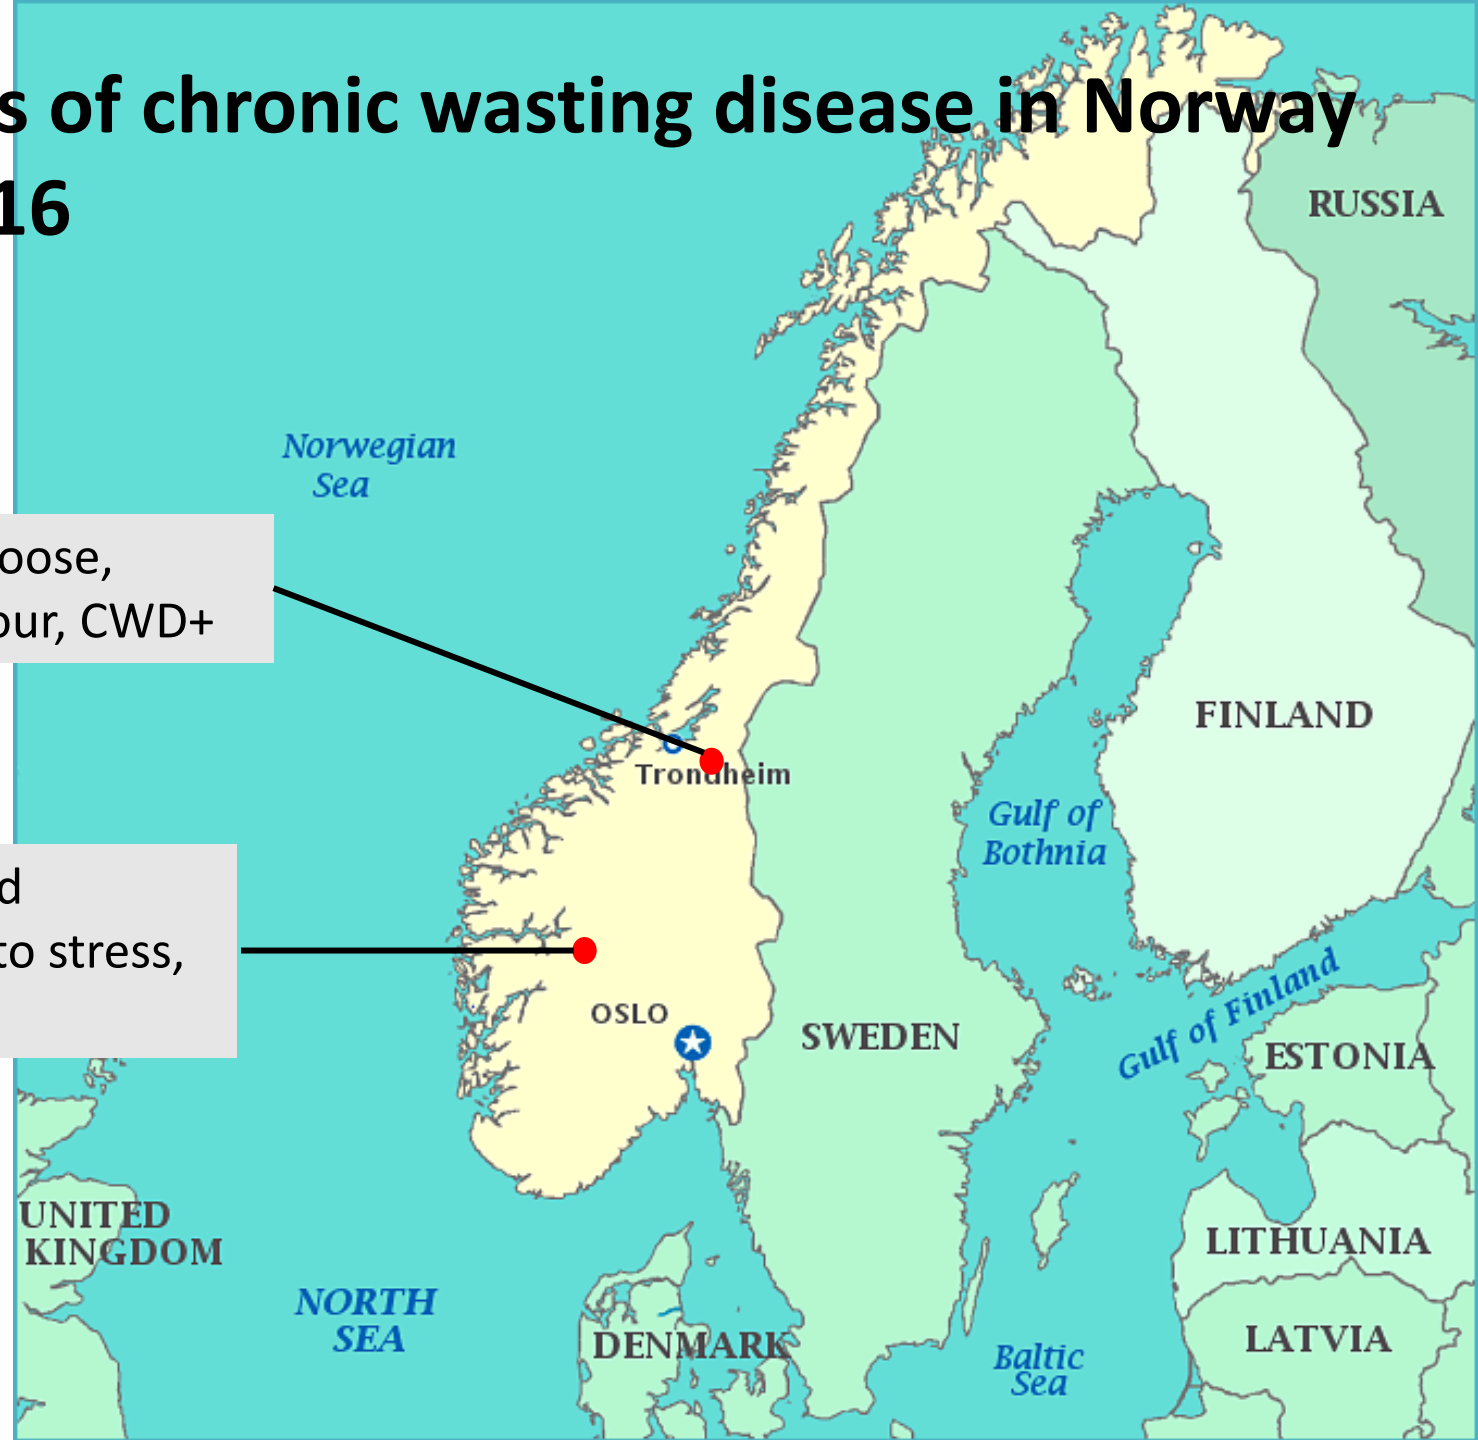 s of chronic wasting disease in Norway
16
RUSSIA
Norwegian
Sea
oose,
our, CWD+
FINLAND
Trondheim
Gulf of
Bothnia
d
to stress,
OSLO
SWEDEN
Gulf of Finland
ESTONIA
UNITED
KINGDOM
LITHUANIA
NORTH
SEA
DENMARK
LATVIA
Baltic
Sea